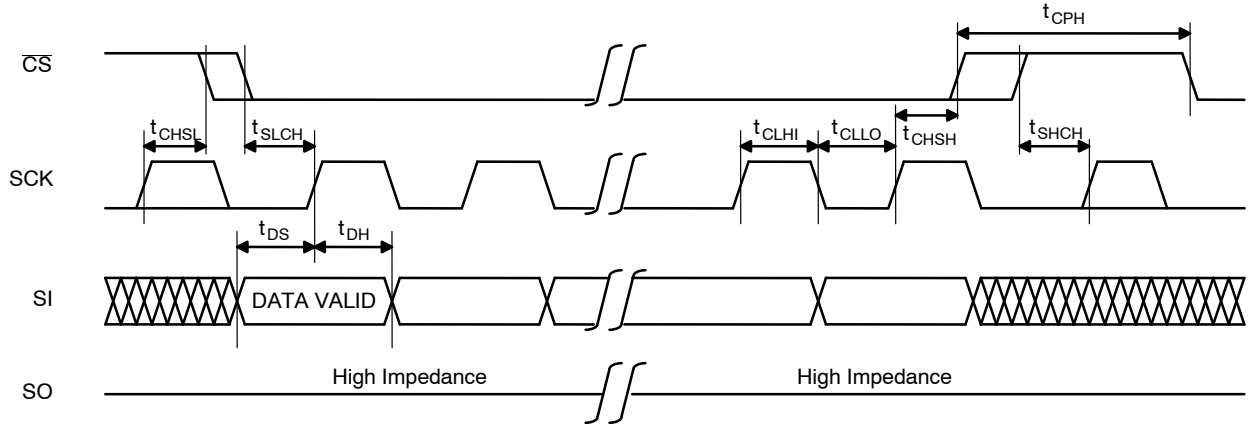 tCPH
CS
tCHSL
tSLCH
tCLHI
tCLLO
tCHSH
tSHCH
SCK
tDS
tDH
SI
DATA VALID
High Impedance
High Impedance
SO